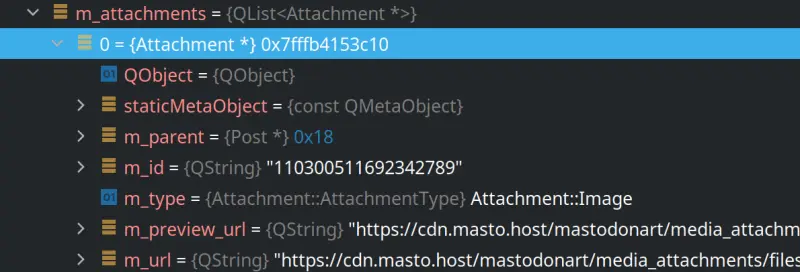 m_attachments = {QList<Attachment *>}
0 = {Attachment *} 0x7fffb4153c10
01 QObject = {QObject}
staticMetaObject = {const QMetaObject}
m_parent = {Post *} 0x18
m_id = {QString} "110300511692342789"
01 m_type = {Attachment::AttachmentType} Attachment::Image
m_preview_url = {QString} "https://cdn.masto.host/mastodonart/media_attachm
m_url = {QString} "https://cdn.masto.host/mastodonart/media_attachments/files